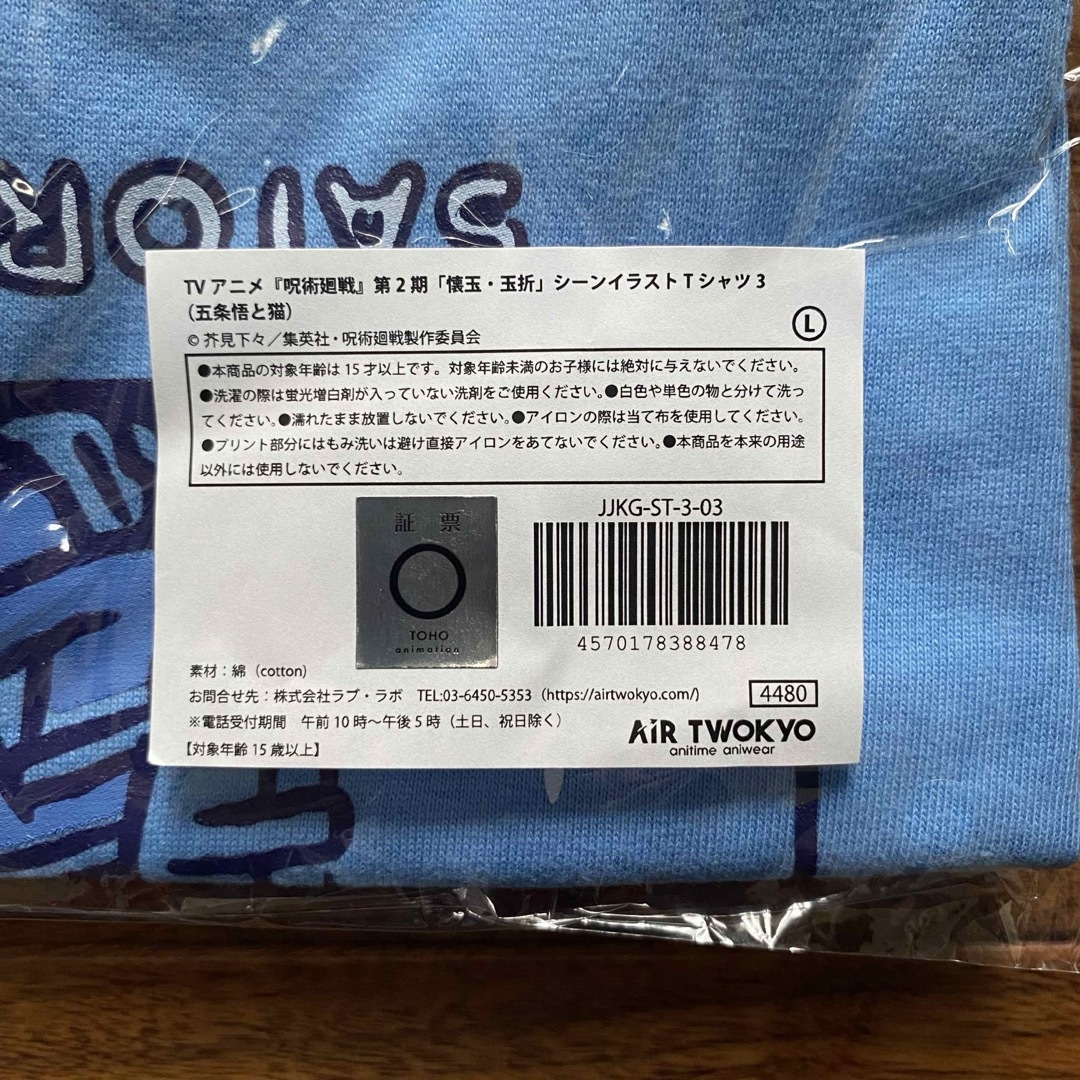 SATOR
TVアニメ『呪術廻戦』第2期「懐玉・玉折」シーンイラストTシャツ3
（五条悟と猫）
L
©芥見下々／集英社・呪術廻戦製作委員会
●本商品の対象年齢は15才以上です。対象年齢未満のお子様には絶対に与えないでください。
●洗濯の際は蛍光増白剤が入っていない洗剤をご使用ください。●白色や単色の物と分けて洗っ
てください。●濡れたまま放置しないでください。●アイロンの際は当て布を使用してください。
●プリント部分にはもみ洗いは避け直接アイロンをあてないでください。●本商品を本来の用途
以外には使用しないでください。
証 票
TOHO
animation
JJKG-ST-3-03
4570178388478
素材：綿（cotton)
お問合せ先：株式会社ラブ・ラボ TEL:03-6450-5353（https://airtwokyo.com/)
4480
※電話受付期間 午前10時～午後5時（土日、祝日除く）
【対象年齢15歳以上】
AiR TWOKYO
anitime aniwear